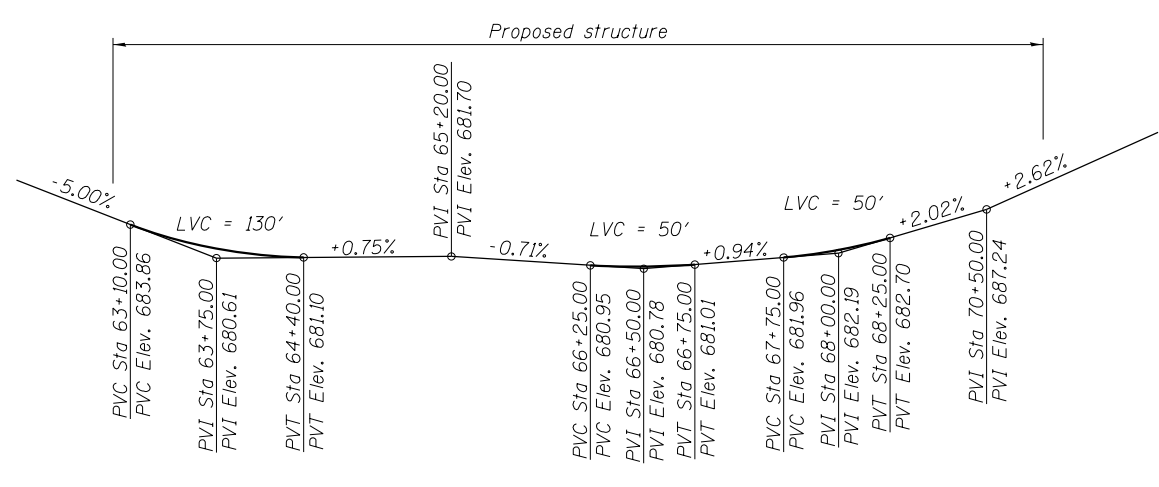 Proposed structure
-5.00%
PVC Sta 63+10.00
PVC Elev. 683.86
LVC = 130'
PVI Sta 63+75.00
PVI Elev. 680.61
PVT Sta 64+40.00
PVT Elev. 681.10
+0.75%
PVI Sta 65+20.00
PVI Elev. 681.70
-0.71%
PVC Sta 66+25.00
PVC Elev. 680.95
LVC = 50'
PVI Sta 66+50.00
PVI Elev. 680.78
PVT Sta 66+75.00
PVT Elev. 681.01
+0.94%
PVC Sta 67+75.00
PVC Elev. 681.96
LVC = 50'
PVI Sta 68+00.00
PVI Elev. 682.19
PVT Sta 68+25.00
PVT Elev. 682.70
+2.02%
PVI Sta 70+50.00
PVI Elev. 687.24
+2.62%